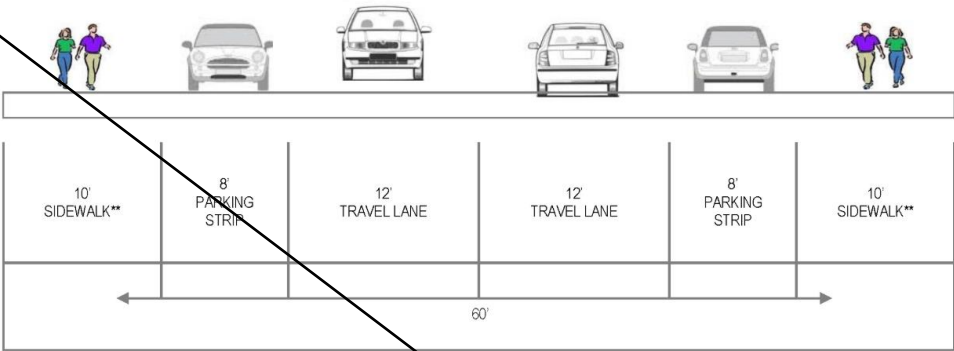 10'
SIDEWALK**
8'
PARKING
STRIP
12'
TRAVEL LANE
12'
TRAVEL LANE
8'
PARKING
STRIP
10'
SIDEWALK**
60'